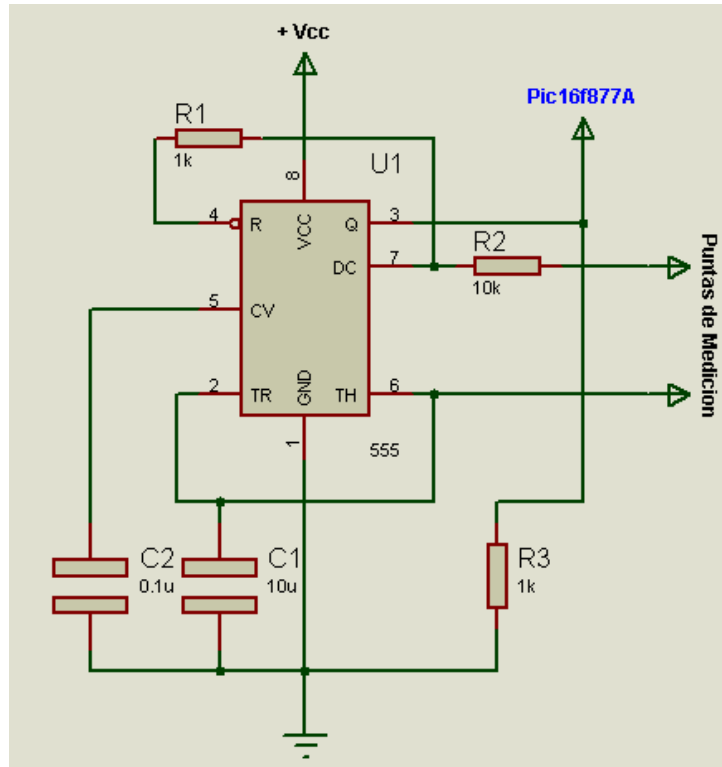 + Vcc
Pic16f877A
R1
1k
U1
8
4
R
VCC
Q
3
DC
7
R2
10k
5
CV
2
TR
GND
TH
6
1
555
Puntas de Medicion
C2
0.1u
C1
10u
R3
1k